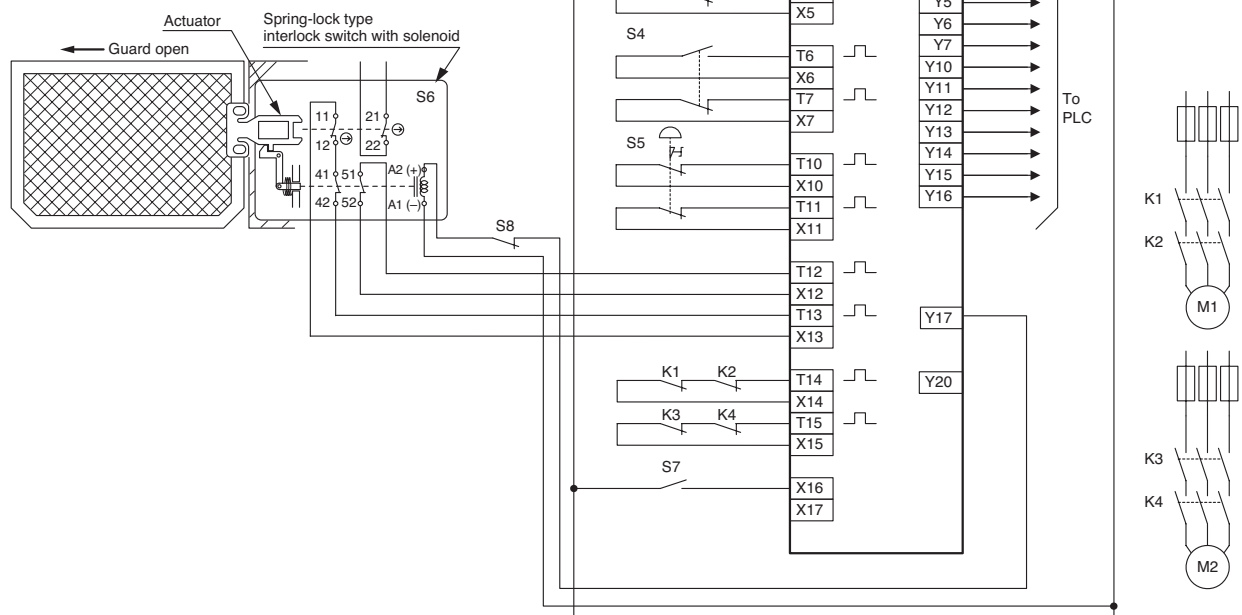 Actuator
Spring-lock type
interlock switch with solenoid
Guard open
S6
11
21
12
22
41
51
A2 (+)
42
52
A1 (–)
S8
X5
S4
T6
X6
T7
X7
S5
T10
X10
T11
X11
T12
X12
T13
X13
K1
K2
T14
X14
K3
K4
T15
X15
S7
X16
X17
Y5
Y6
Y7
Y10
Y11
Y12
Y13
Y14
Y15
Y16
To
PLC
Y17
Y20
K1
K2
M1
K3
K4
M2